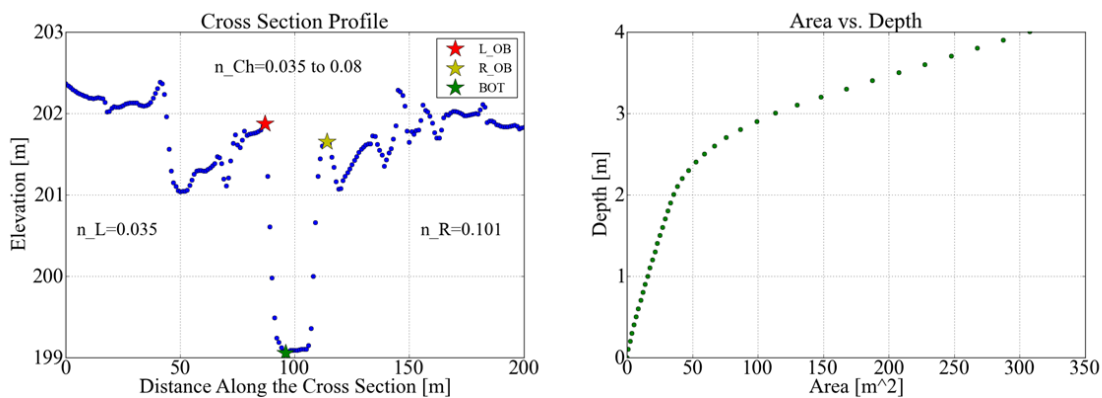 Cross Section Profile
203
202
201
200
199
Elevation [m]
n_Ch=0.035 to 0.08
L_OB
R_OB
BOT
n_L=0.035
n_R=0.101
0
50
100
150
200
Distance Along the Cross Section [m]
Area vs. Depth
4
3
2
1
0
Depth [m]
0
50
100
150
200
250
300
350
Area [m^2]